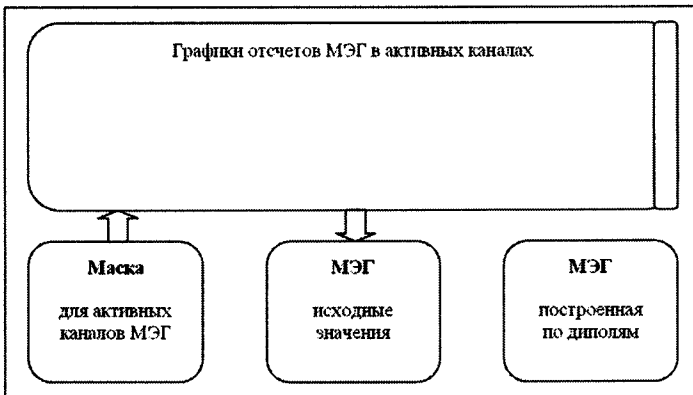 Графики отсчетов МЭГ в активных каналах
Маска
для активных
каналов МЭГ
МЭГ
исходные
значения
МЭГ
построенная
по диполям